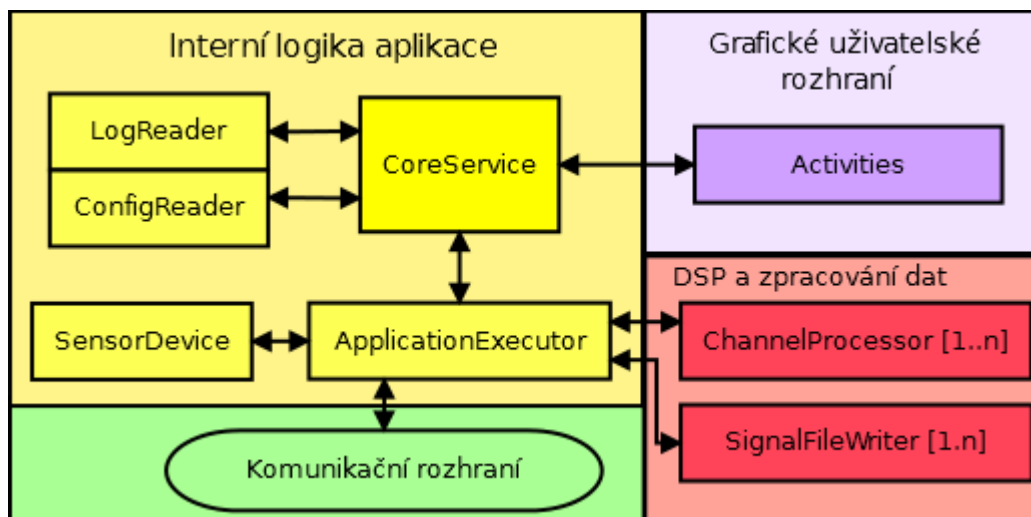 Interní logika aplikace
LogReader
ConfigReader
CoreService
SensorDevice
ApplicationExecutor
Komunikační rozhraní
Grafické uživatelské
rozhraní
Activities
DSP a zpracování dat
ChannelProcessor [1..n]
SignalFileWriter [1.n]